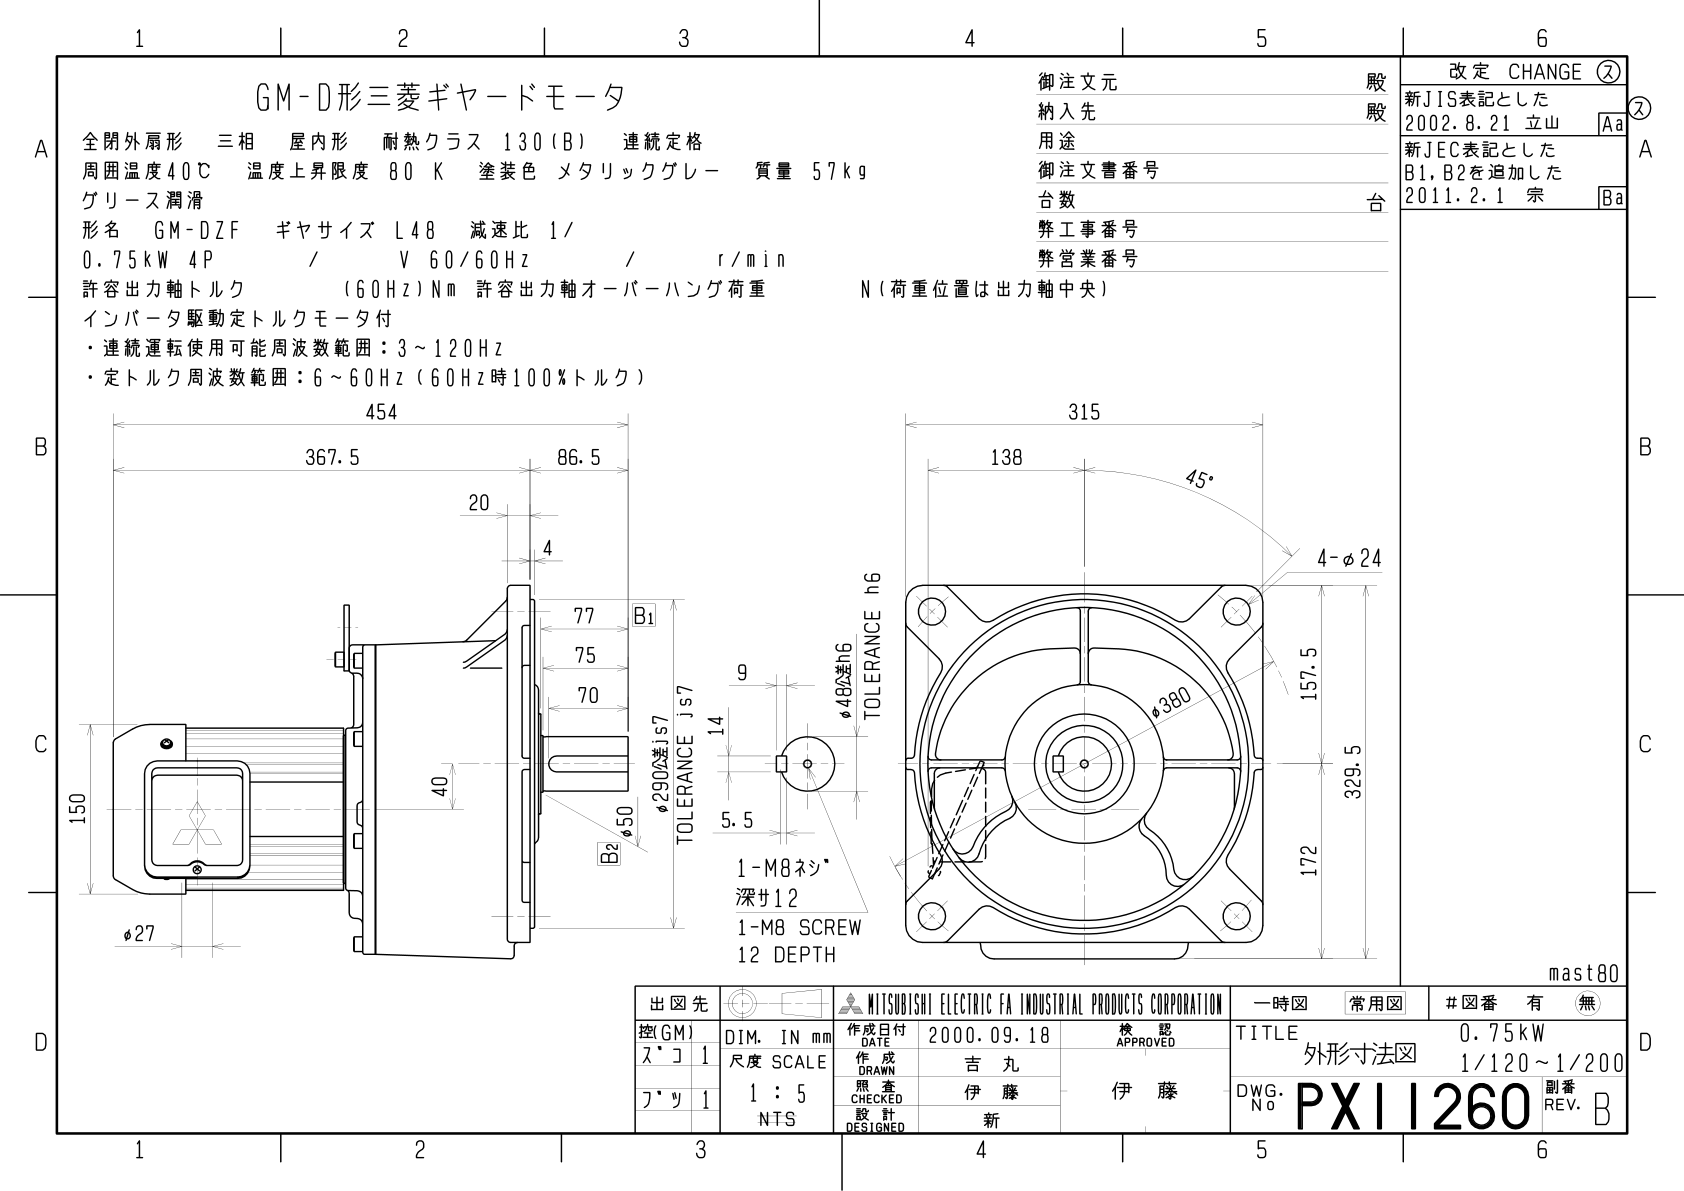 1 2 3 4 5 6
A
B
C
D
GM-D形三菱ギヤードモータ
全閉外扇形 三相 屋内形 耐熱クラス 130(B) 連続定格
周囲温度40℃ 温度上昇限度 80 K 塗装色 メタリックグレー 質量 57kg
グリース潤滑
形名 GM-DZF ギヤサイズ L48 減速比 1/
0.75kW 4P / V 60/60Hz / r/min
許容出力軸トルク (60Hz)Nm 許容出力軸オーバーハング荷重 N(荷重位置は出力軸中央)
インバータ駆動定トルクモータ付
・連続運転使用可能周波数範囲：3～120Hz
・定トルク周波数範囲：6～60Hz(60Hz時100%トルク)
御注文元 殿
納入先 殿
用途
御注文書番号
台数 台
弊工事番号
弊営業番号
改定 CHANGE ス
新JIS表記とした
2002.8.21 立山 Aa
新JEC表記とした
B1,B2を追加した
2011.2.1 宗 Ba
ス
A
B
C
D
454
367.5 86.5
20
4
77 B1
75
70
150
40
φ27
φ50
B2
φ290公差js7
TOLERANCE js7
9
14
5.5
φ48公差h6
TOLERANCE h6
1-M8ネジ
深サ12
1-M8 SCREW
12 DEPTH
315
138
45°
4-φ24
φ380
157.5
329.5
172
mast80
出図先
控(GM)
スﾞコ 1
フﾞツ 1
DIM. IN mm
尺度 SCALE
1 : 5
NTS
MITSUBISHI ELECTRIC FA INDUSTRIAL PRODUCTS CORPORATION
作成日付 DATE 2000.09.18
作成 DRAWN 吉丸
照査 CHECKED 伊藤
設計 DESIGNED 新
検認 APPROVED
伊藤
一時図 常用図
#図番 有 無
TITLE 外形寸法図
0.75kW
1/120～1/200
DWG. No PX11260
副番 REV. B
1 2 3 4 5 6